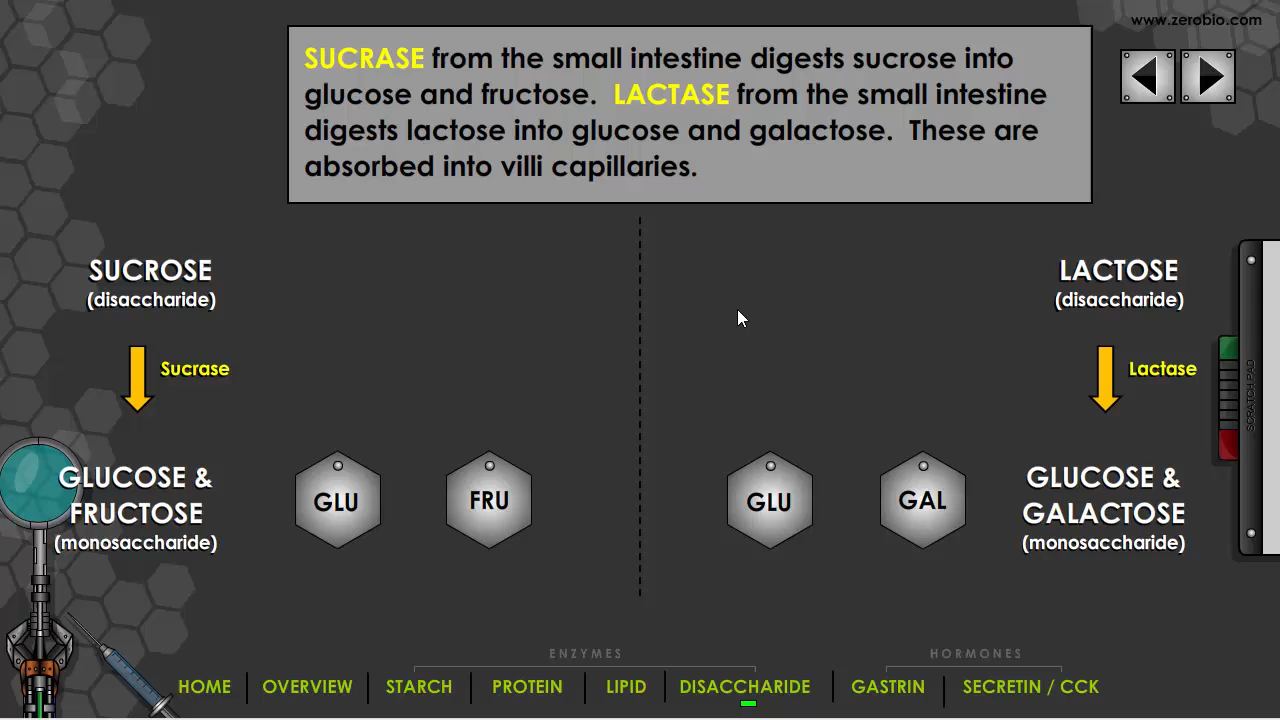 www.zerobio.com
SUCRASE from the small intestine digests sucrose into
glucose and fructose.  LACTASE from the small intestine
digests lactose into glucose and galactose.  These are
absorbed into villi capillaries.
SUCROSE
(disaccharide)
Sucrase
GLUCOSE &
FRUCTOSE
(monosaccharide)
GLU
FRU
LACTOSE
(disaccharide)
Lactase
GLU
GAL
GLUCOSE &
GALACTOSE
(monosaccharide)
SCRATCH PAD
ENZYMES
HORMONES
HOME
OVERVIEW
STARCH
PROTEIN
LIPID
DISACCHARIDE
GASTRIN
SECRETIN / CCK